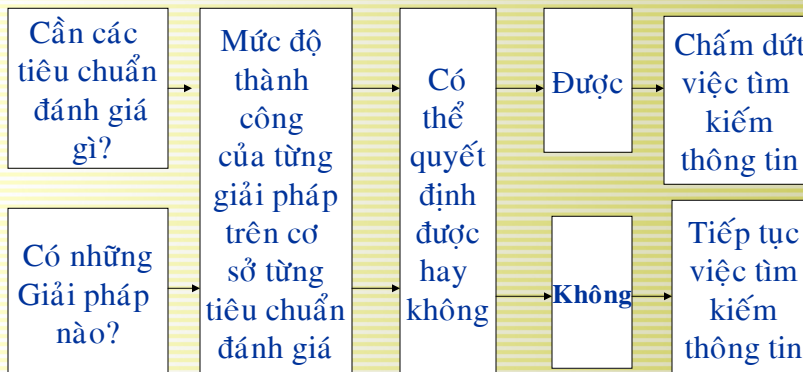 Cần các
tiêu chuẩn
đánh giá
gì?
Có những
Giải pháp
nào?
Mức độ
thành
công
của từng
giải pháp
trên cơ
sở từng
tiêu chuẩn
đánh giá
Có
thể
quyết
định
được
hay
không
Được
Không
Chấm dứt
việc tìm
kiếm
thông tin
Tiếp tục
việc tìm
kiếm
thông tin